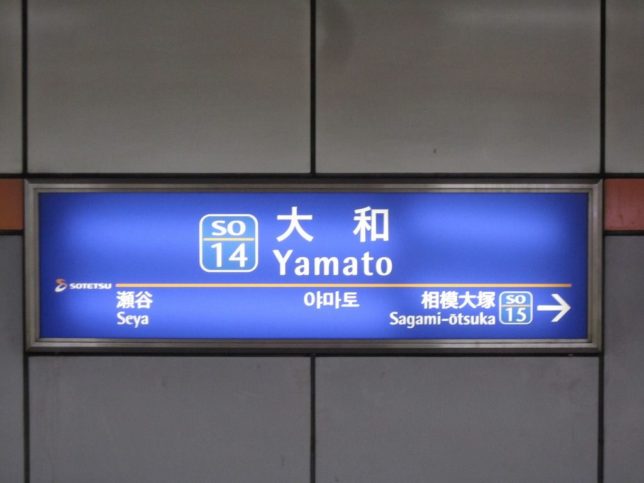 SO
14
大和
Yamato
SOTETSU
瀬谷
Seya
야마토
相模大塚
Sagami-ōtsuka
SO
15